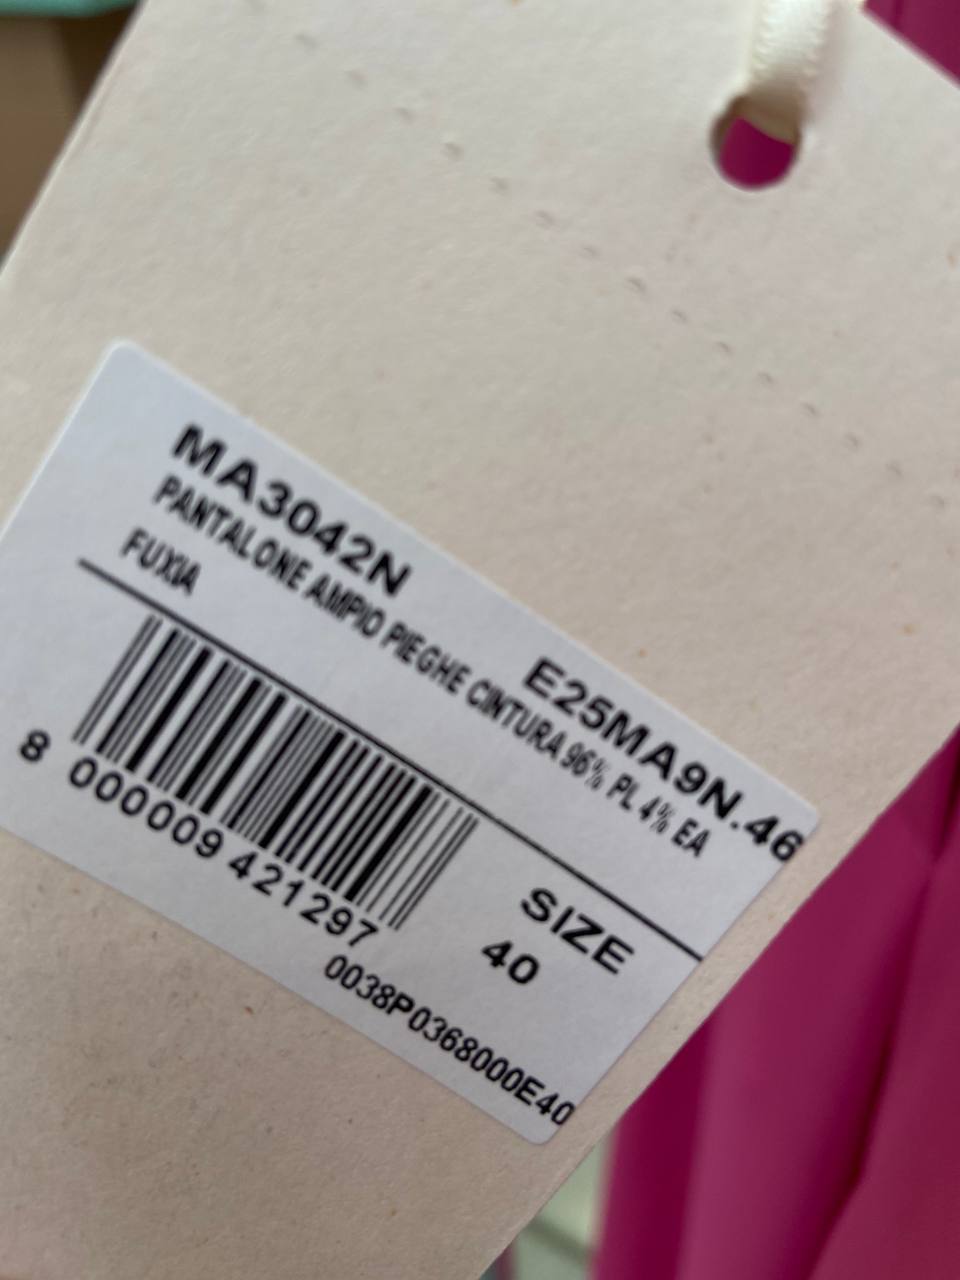 MA3042N E25MA9N.46
PANTALONE AMPIO PIEGHE CINTURA 96% PL 4% EA
FUXIA
8 000009 421297
SIZE
40
0038P0368000E40